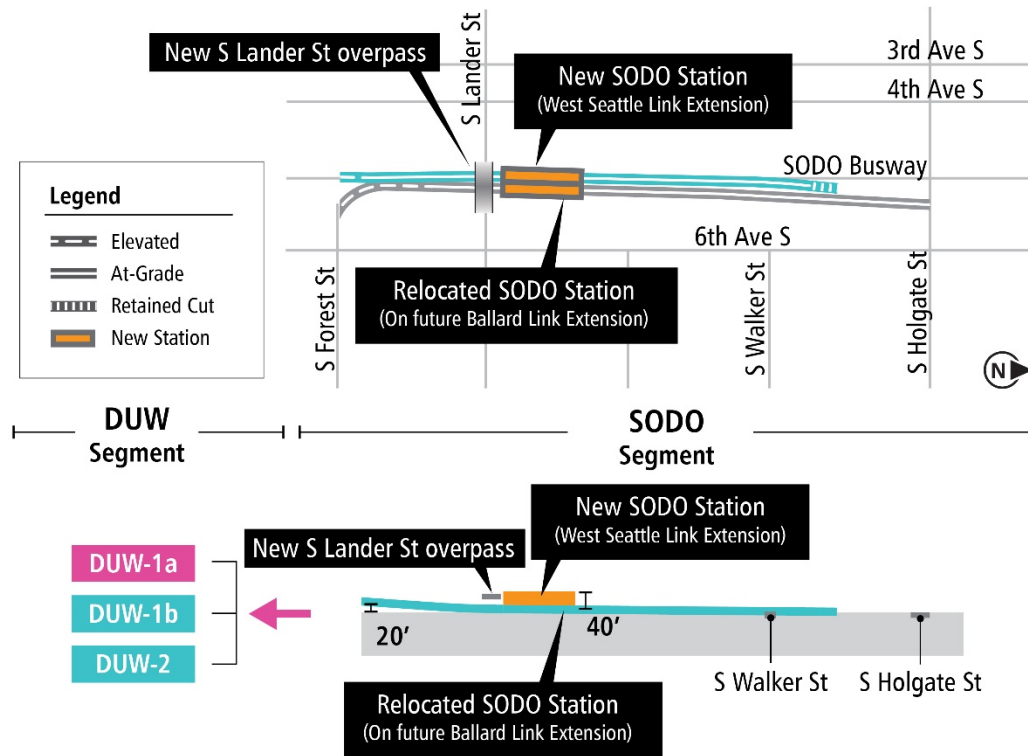 New S Lander St overpass
S Lander St
New SODO Station
(West Seattle Link Extension)
3rd Ave S
4th Ave S
SODO Busway
6th Ave S
Legend
Elevated
At-Grade
Retained Cut
New Station
S Forest St
Relocated SODO Station
(On future Ballard Link Extension)
S Walker St
S Holgate St
N
DUW
Segment
SODO
Segment
New SODO Station
(West Seattle Link Extension)
New S Lander St overpass
DUW-1a
DUW-1b
DUW-2
20’
40’
S Walker St
S Holgate St
Relocated SODO Station
(On future Ballard Link Extension)